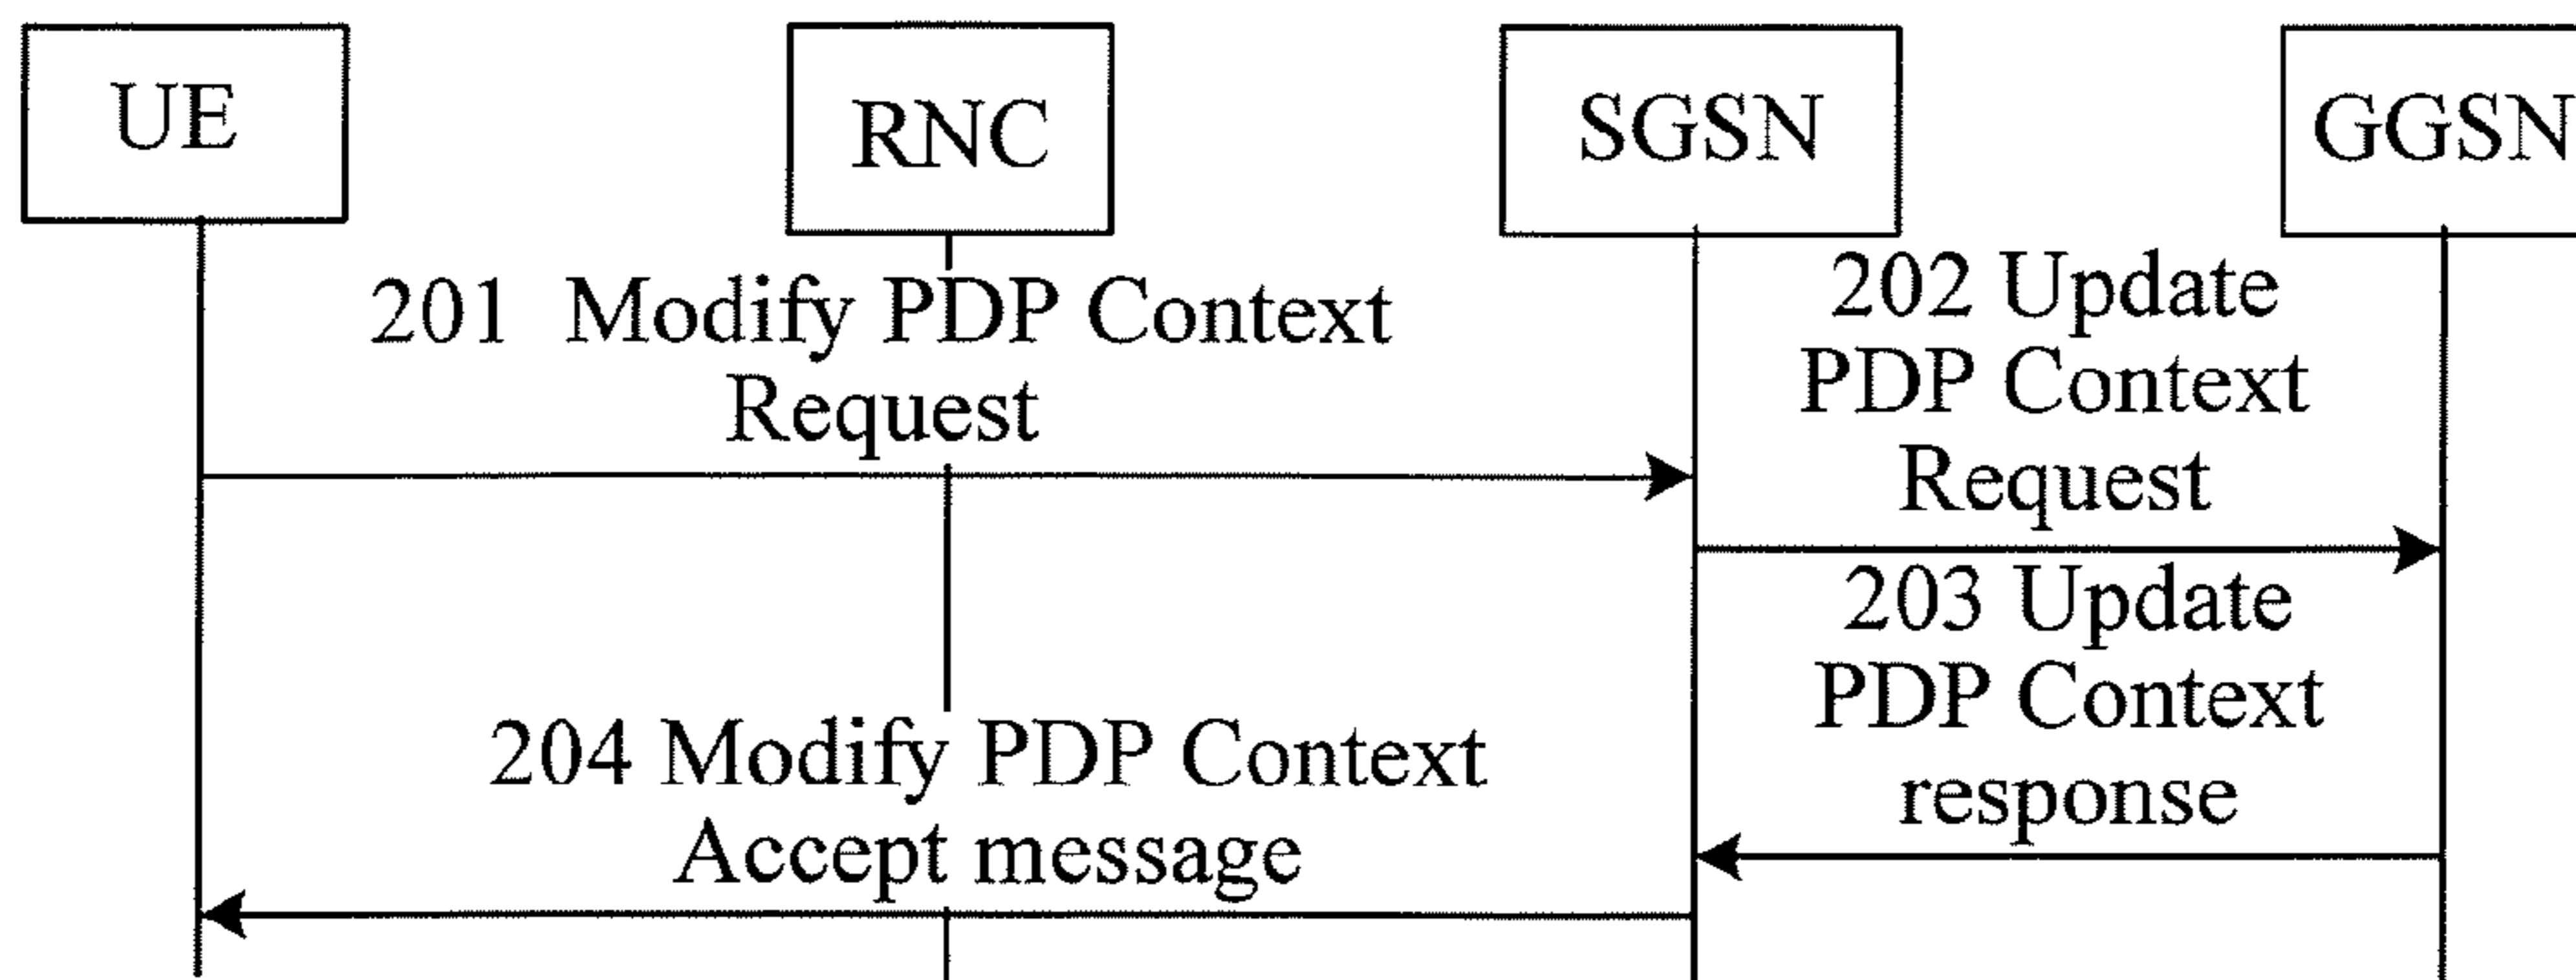 UE
RNC
SGSN
GGSN
201 Modify PDP Context
Request
202 Update
PDP Context
Request
203 Update
PDP Context
response
204 Modify PDP Context
Accept message